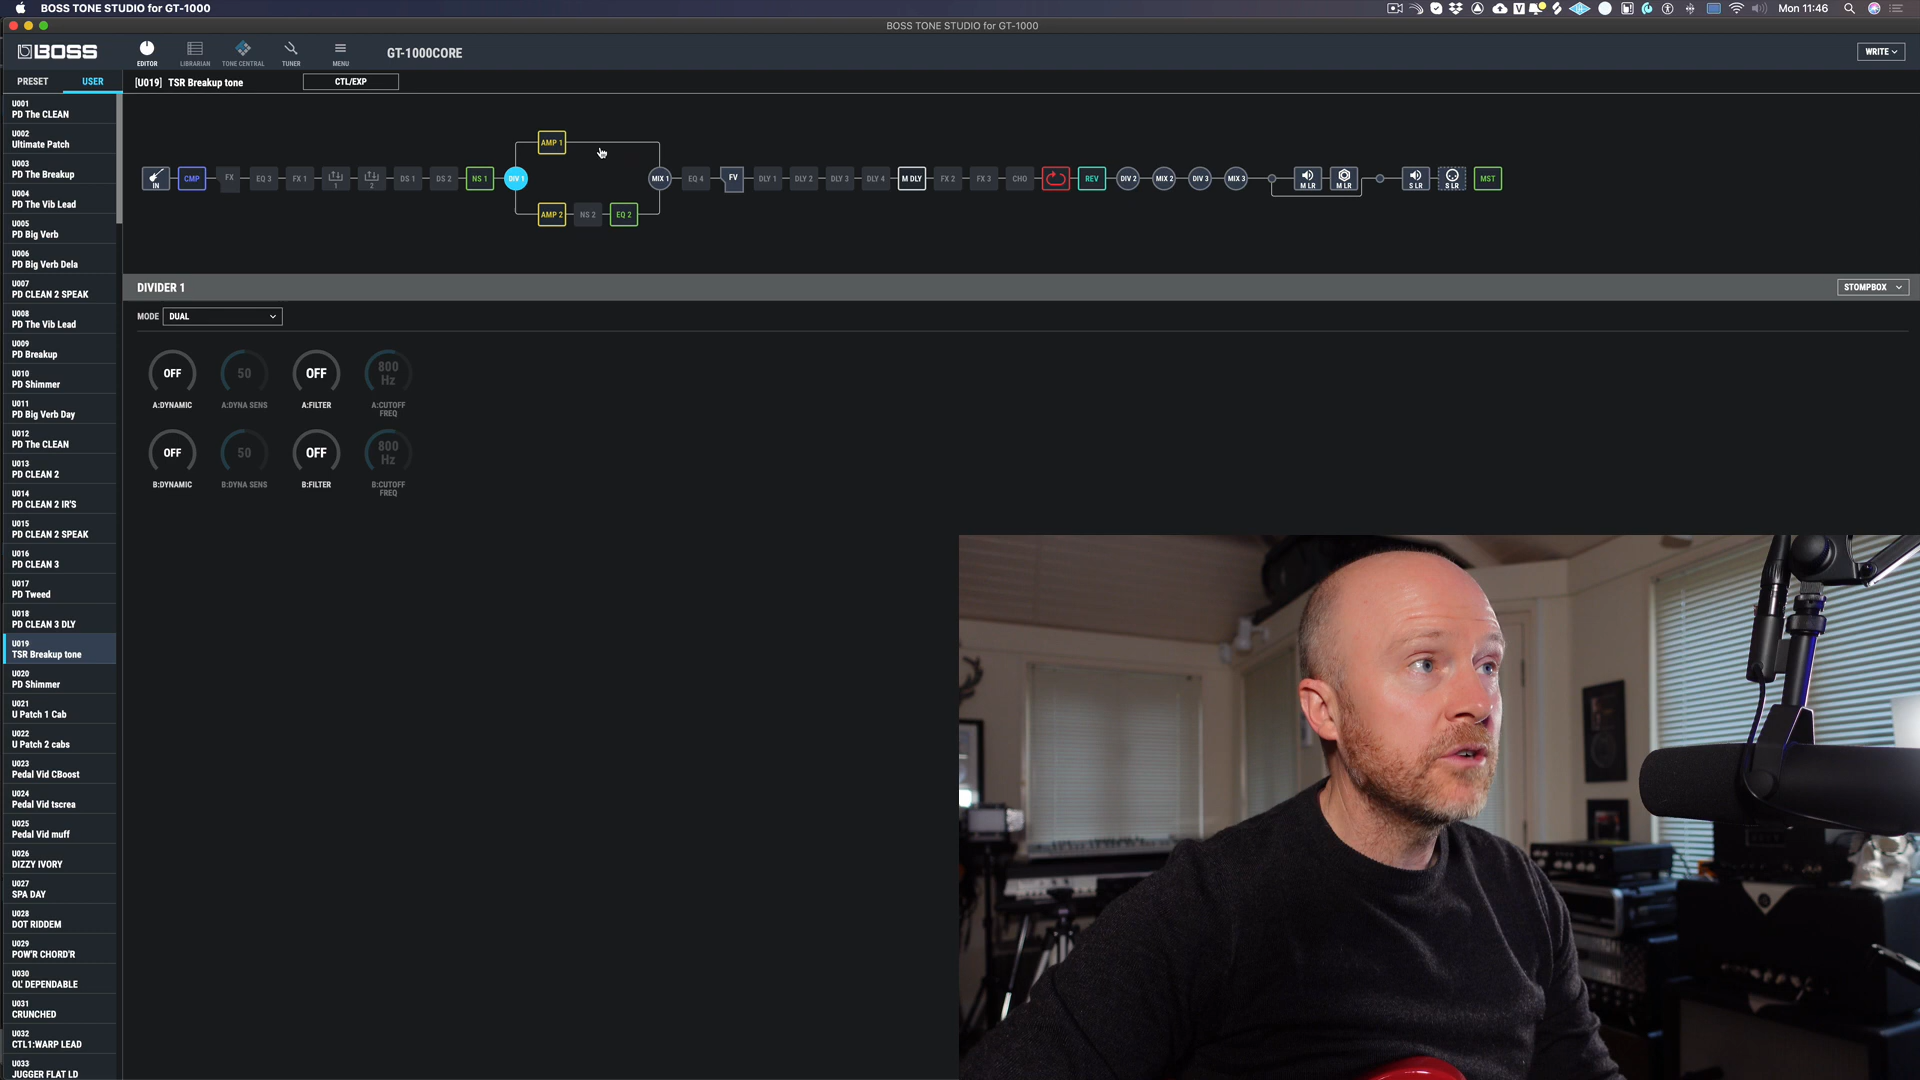 BOSS TONE STUDIO for GT-1000
Mon 11:46
BOSS TONE STUDIO for GT-1000
BOSS
EDITOR
LIBRARIAN
TONE CENTRAL
TUNER
MENU
GT-1000CORE
WRITE
PRESET
USER
[U019] TSR Breakup tone
CTL/EXP
U001
PD The CLEAN
U002
Ultimate Patch
U003
PD The Breakup
U004
PD The Vib Lead
U005
PD Big Verb
U006
PD Big Verb Dela
U007
PD CLEAN 2 SPEAK
U008
PD The Vib Lead
U009
PD Breakup
U010
PD Shimmer
U011
PD Big Verb Day
U012
PD The CLEAN
U013
PD CLEAN 2
U014
PD CLEAN 2 IR'S
U015
PD CLEAN 2 SPEAK
U016
PD CLEAN 3
U017
PD Tweed
U018
PD CLEAN 3 DLY
U019
TSR Breakup tone
U020
PD Shimmer
U021
U Patch 1 Cab
U022
U Patch 2 cabs
U023
Pedal Vid CBoost
U024
Pedal Vid tscrea
U025
Pedal Vid muff
U026
DIZZY IVORY
U027
SPA DAY
U028
DOT RIDDEM
U029
POW'R CHORD'R
U030
OL' DEPENDABLE
U031
CRUNCHED
U032
CTL1:WARP LEAD
U033
JUGGER FLAT LD
AMP 1
IN
CMP
FX
EQ 3
FX 1
1
2
DS 1
DS 2
NS 1
DIV 1
MIX 1
EQ 4
FV
DLY 1
DLY 2
DLY 3
DLY 4
M DLY
FX 2
FX 3
CHO
REV
DIV 2
MIX 2
DIV 3
MIX 3
M LR
M LR
S LR
S LR
MST
AMP 2
NS 2
EQ 2
DIVIDER 1
STOMPBOX
MODE
DUAL
OFF
50
OFF
800
Hz
A:DYNAMIC
A:DYNA SENS
A:FILTER
A:CUTOFF
FREQ
OFF
50
OFF
800
Hz
B:DYNAMIC
B:DYNA SENS
B:FILTER
B:CUTOFF
FREQ